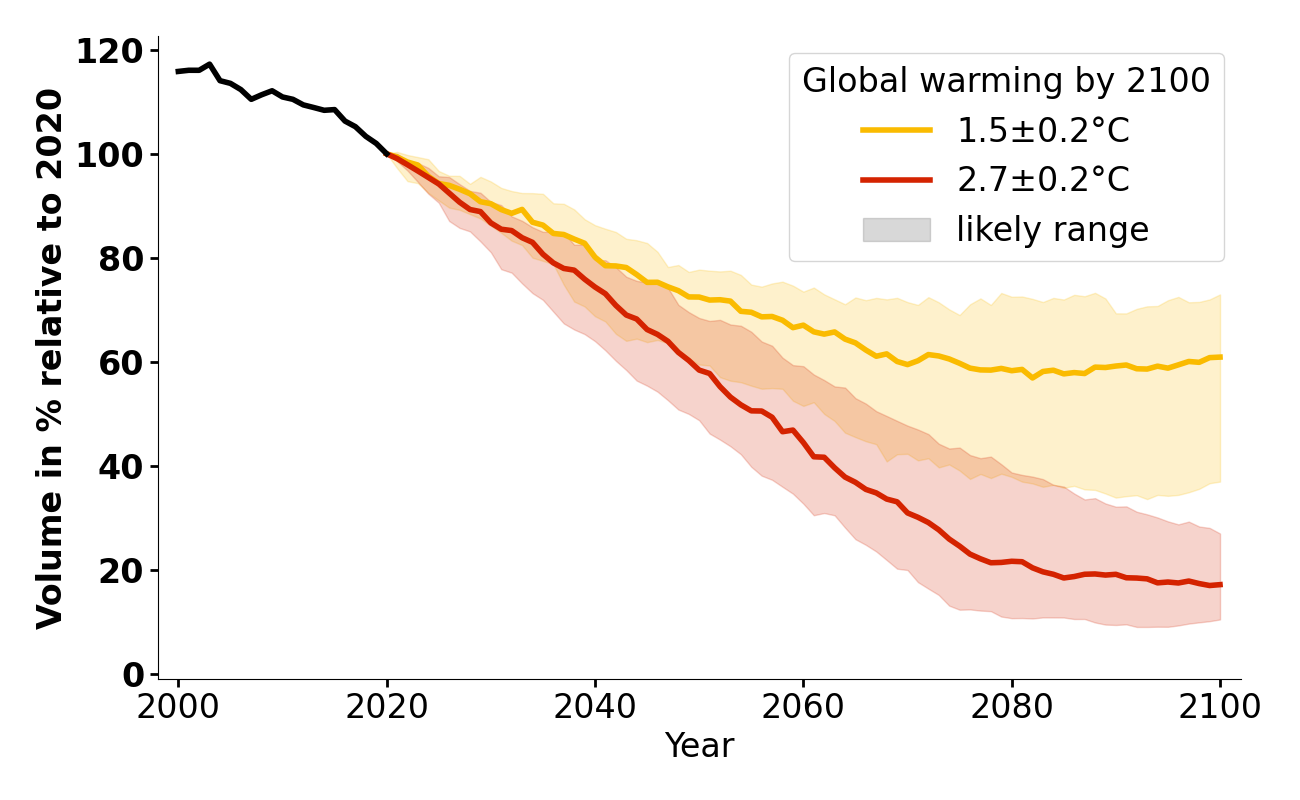 Volume in % relative to 2020
120
100
80
60
40
20
0
Global warming by 2100
1.5±0.2°C
2.7±0.2°C
likely range
2000 2020 2040 2060 2080 2100
Year